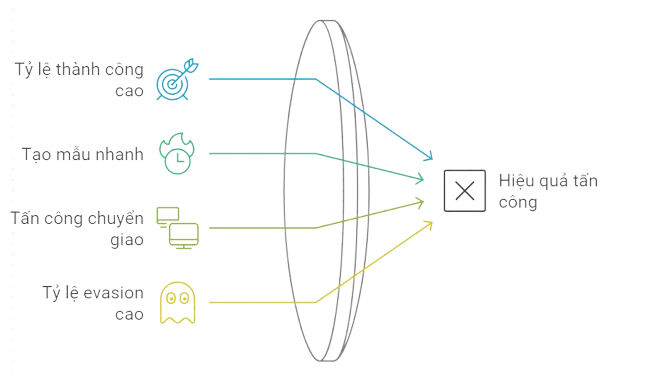 Tỷ lệ thành công
cao
Tạo mẫu nhanh
Tấn công chuyển
giao
Tỷ lệ evasion
cao
Hiệu quả tấn
công